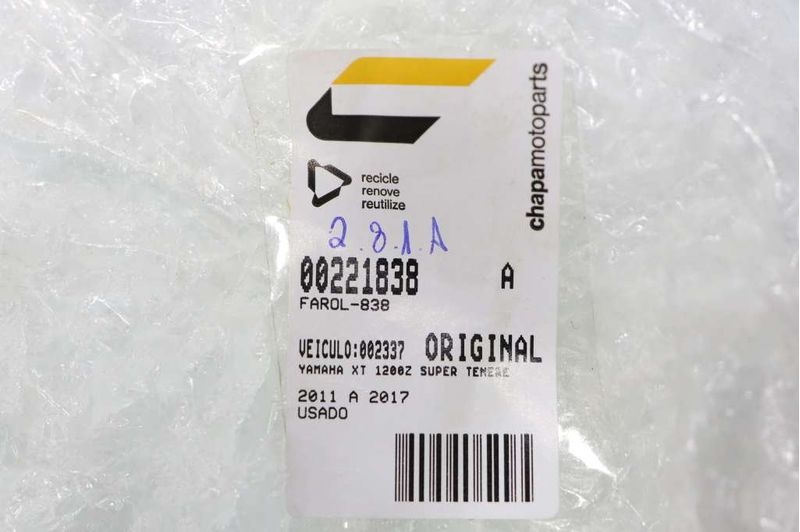 chapamotoparts
recicle
renove
reutilize
2.8.1.A
00221838 A
FAROL-838
VEICULO:002337 ORIGINAL
YAMAHA XT 1200Z SUPER TENERE
2011 A 2017
USADO